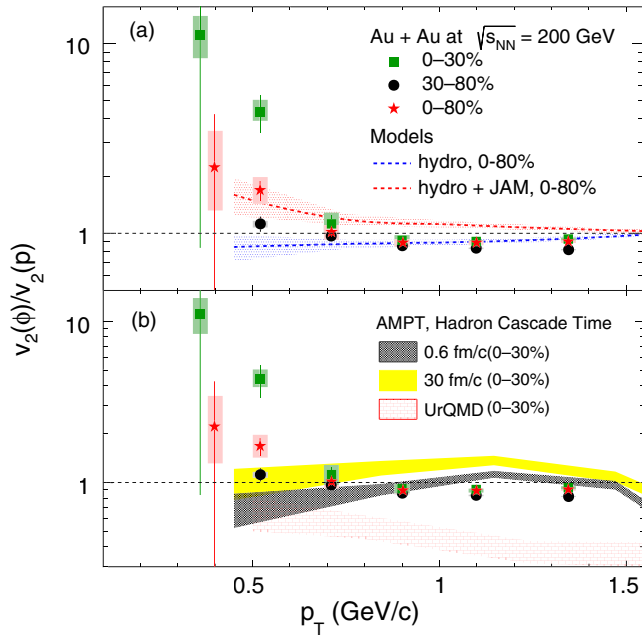 (a)
Au + Au at √sNN = 200 GeV
0–30%
30–80%
0–80%
Models
hydro, 0-80%
hydro + JAM, 0-80%
10
1
v2(ϕ)/v2(p)
(b)
AMPT, Hadron Cascade Time
0.6 fm/c(0–30%)
30 fm/c (0–30%)
UrQMD (0–30%)
10
1
0.5 1 1.5
pT (GeV/c)